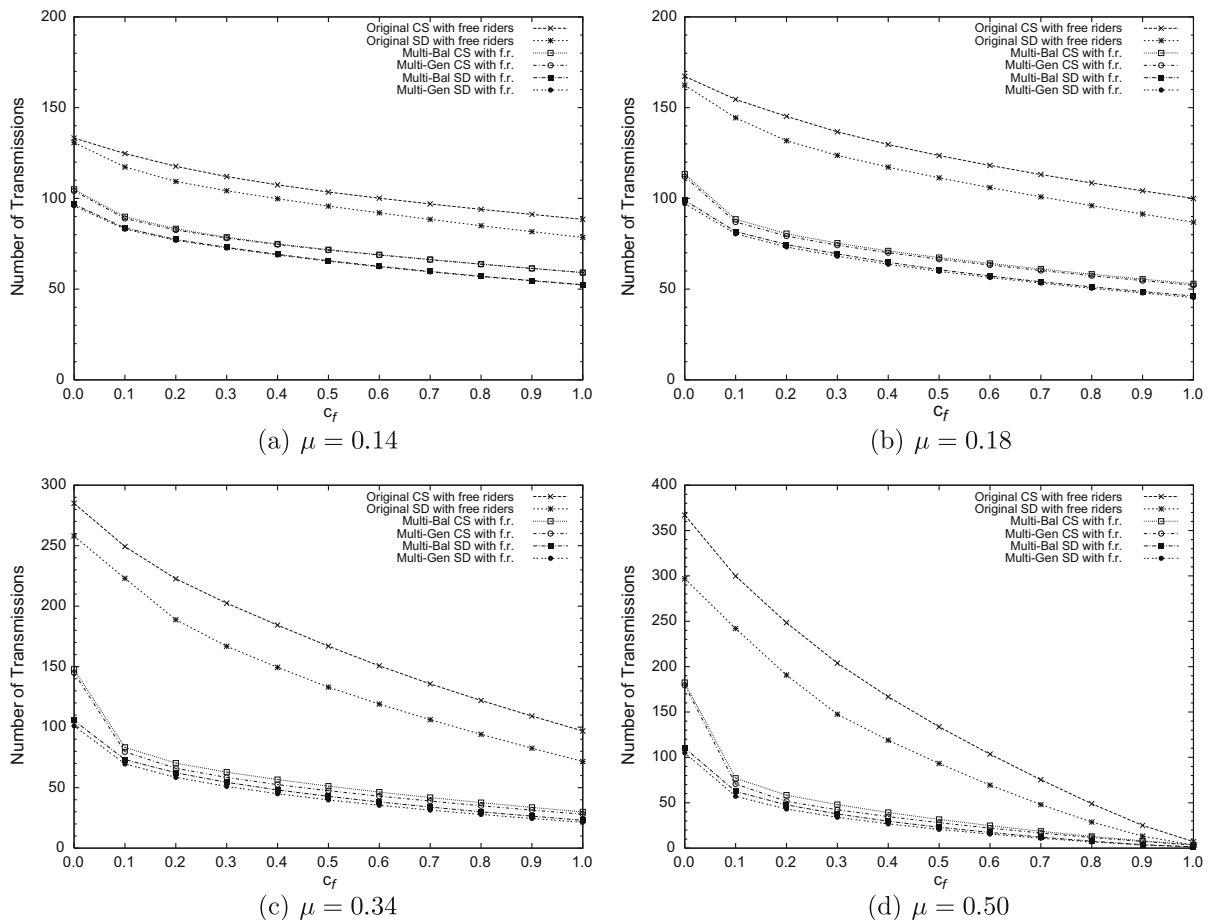 200
150
100
50
0
Number of Transmissions
Original CS with free riders
Original SD with free riders
Multi-Bal CS with f.r.
Multi-Gen CS with f.r.
Multi-Bal SD with f.r.
Multi-Gen SD with f.r.
0.0 0.1 0.2 0.3 0.4 0.5 0.6 0.7 0.8 0.9 1.0
c_f
(a) μ = 0.14
200
150
100
50
0
Number of Transmissions
Original CS with free riders
Original SD with free riders
Multi-Bal CS with f.r.
Multi-Gen CS with f.r.
Multi-Bal SD with f.r.
Multi-Gen SD with f.r.
0.0 0.1 0.2 0.3 0.4 0.5 0.6 0.7 0.8 0.9 1.0
c_f
(b) μ = 0.18
300
250
200
150
100
50
0
Number of Transmissions
Original CS with free riders
Original SD with free riders
Multi-Bal CS with f.r.
Multi-Gen CS with f.r.
Multi-Bal SD with f.r.
Multi-Gen SD with f.r.
0.0 0.1 0.2 0.3 0.4 0.5 0.6 0.7 0.8 0.9 1.0
c_f
(c) μ = 0.34
400
350
300
250
200
150
100
50
0
Number of Transmissions
Original CS with free riders
Original SD with free riders
Multi-Bal CS with f.r.
Multi-Gen CS with f.r.
Multi-Bal SD with f.r.
Multi-Gen SD with f.r.
0.0 0.1 0.2 0.3 0.4 0.5 0.6 0.7 0.8 0.9 1.0
c_f
(d) μ = 0.50